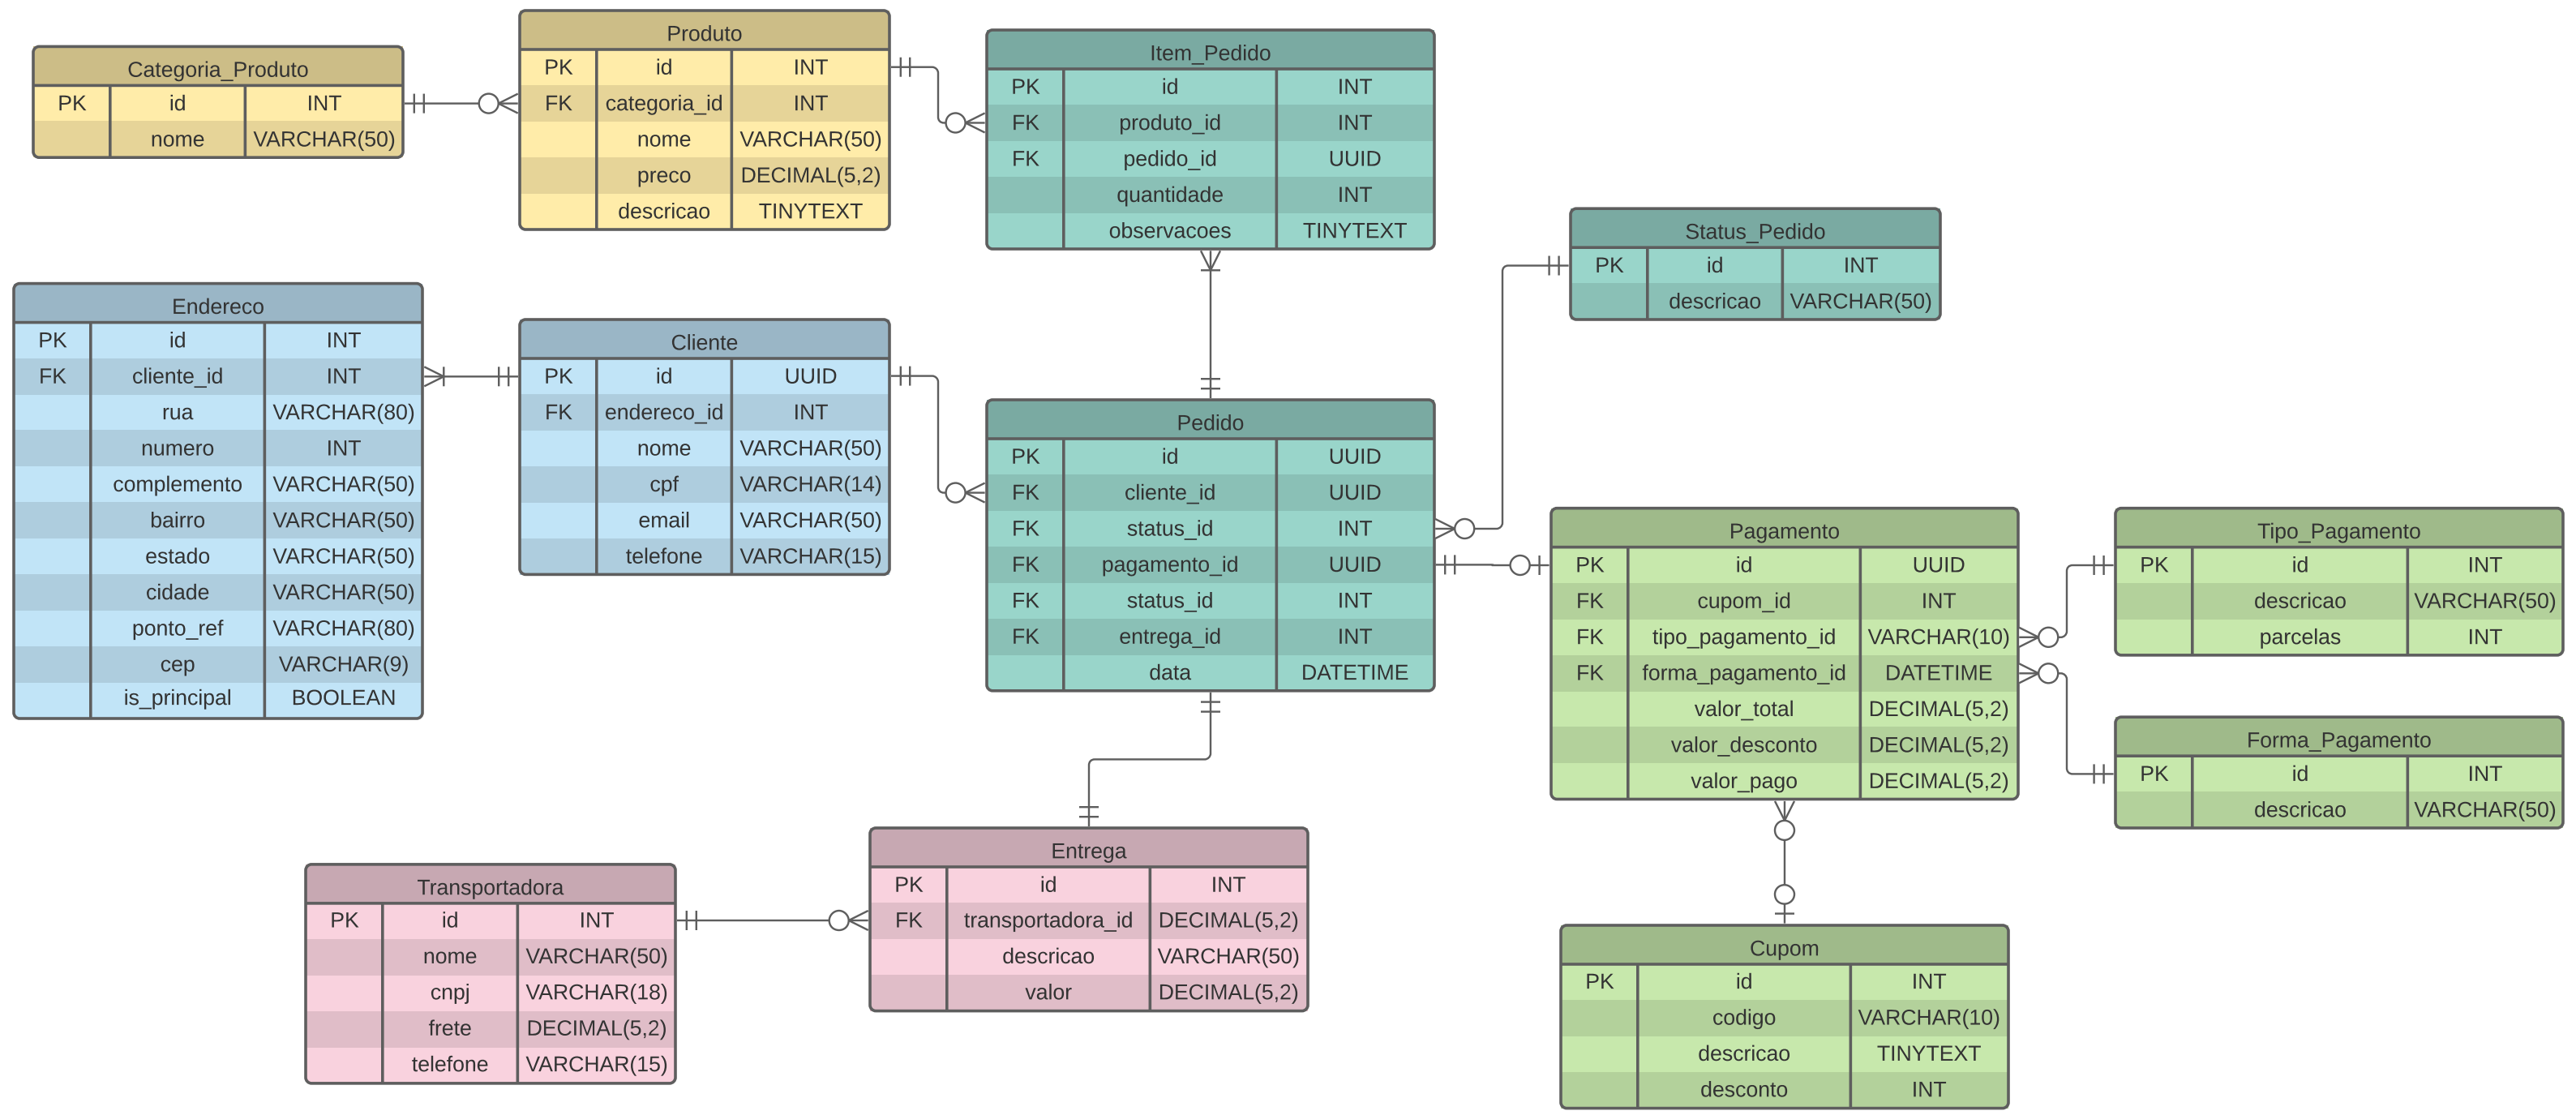 Categoria_Produto
PK id INT
nome VARCHAR(50)
Produto
PK id INT
FK categoria_id INT
nome VARCHAR(50)
preco DECIMAL(5,2)
descricao TINYTEXT
Item_Pedido
PK id INT
FK produto_id INT
FK pedido_id UUID
quantidade INT
observacoes TINYTEXT
Status_Pedido
PK id INT
descricao VARCHAR(50)
Endereco
PK id INT
FK cliente_id INT
rua VARCHAR(80)
numero INT
complemento VARCHAR(50)
bairro VARCHAR(50)
estado VARCHAR(50)
cidade VARCHAR(50)
ponto_ref VARCHAR(80)
cep VARCHAR(9)
is_principal BOOLEAN
Cliente
PK id UUID
FK endereco_id INT
nome VARCHAR(50)
cpf VARCHAR(14)
email VARCHAR(50)
telefone VARCHAR(15)
Pedido
PK id UUID
FK cliente_id UUID
FK status_id INT
FK pagamento_id UUID
FK status_id INT
FK entrega_id INT
data DATETIME
Pagamento
PK id UUID
FK cupom_id INT
FK tipo_pagamento_id VARCHAR(10)
FK forma_pagamento_id DATETIME
valor_total DECIMAL(5,2)
valor_desconto DECIMAL(5,2)
valor_pago DECIMAL(5,2)
Tipo_Pagamento
PK id INT
descricao VARCHAR(50)
parcelas INT
Forma_Pagamento
PK id INT
descricao VARCHAR(50)
Transportadora
PK id INT
nome VARCHAR(50)
cnpj VARCHAR(18)
frete DECIMAL(5,2)
telefone VARCHAR(15)
Entrega
PK id INT
FK transportadora_id DECIMAL(5,2)
descricao VARCHAR(50)
valor DECIMAL(5,2)
Cupom
PK id INT
codigo VARCHAR(10)
descricao TINYTEXT
desconto INT